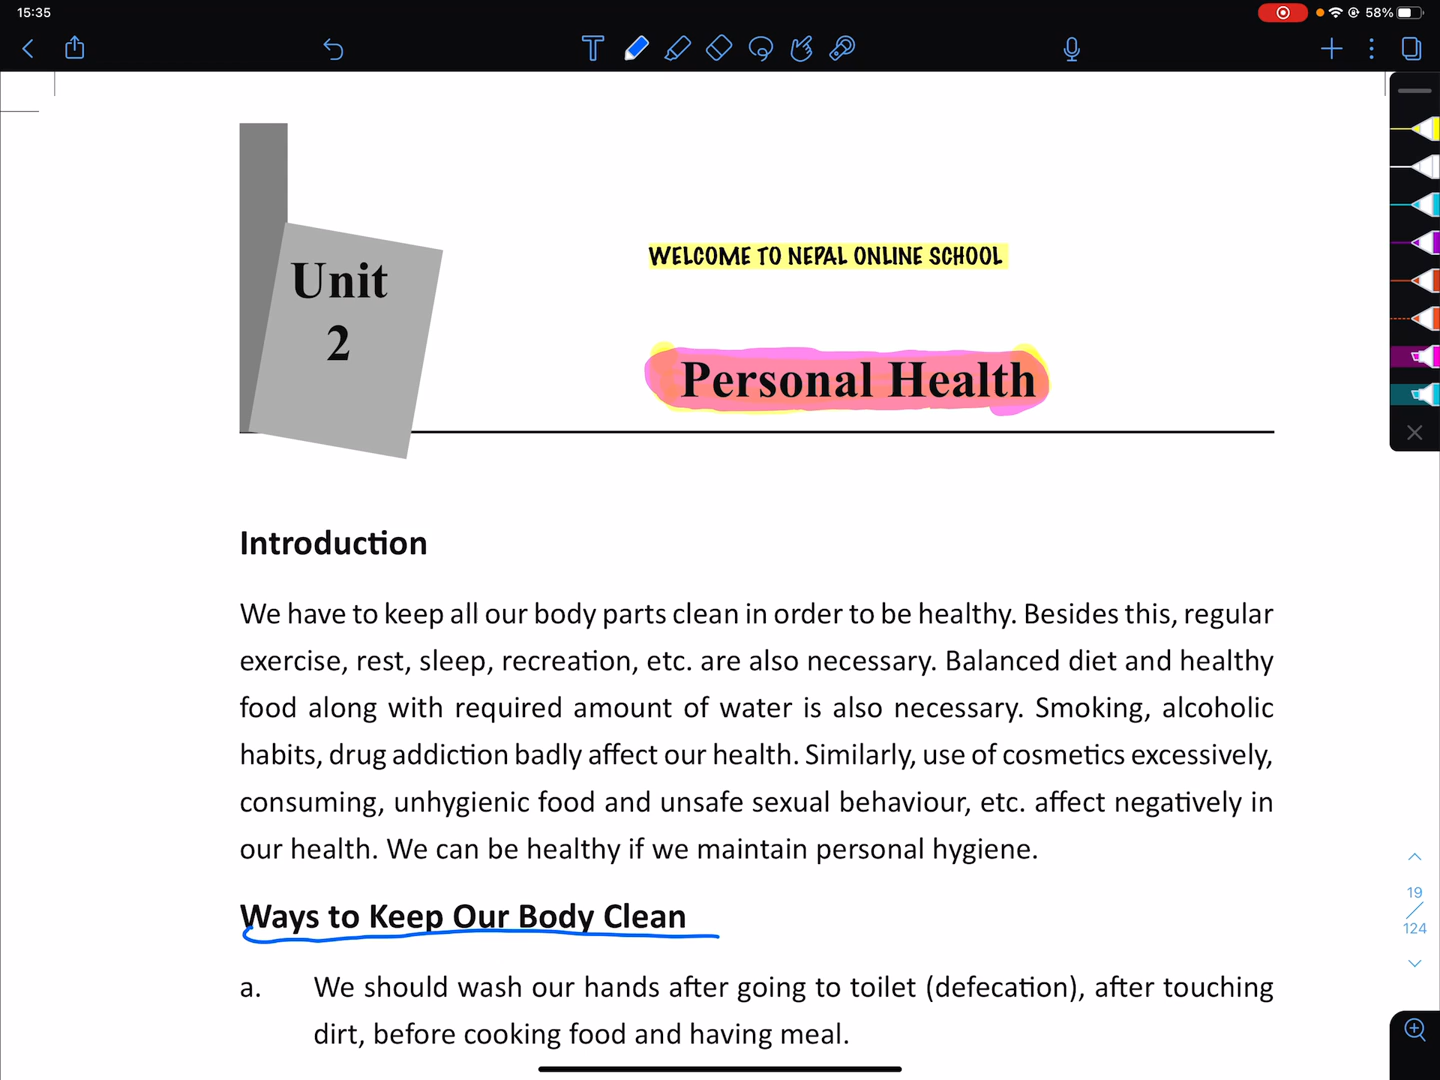 15:35
58%
WELCOME TO NEPAL ONLINE SCHOOL
Unit
2
Personal Health
Introduction
We have to keep all our body parts clean in order to be healthy. Besides this, regular
exercise, rest, sleep, recreation, etc. are also necessary. Balanced diet and healthy
food along with required amount of water is also necessary. Smoking, alcoholic
habits, drug addiction badly affect our health. Similarly, use of cosmetics excessively,
consuming, unhygienic food and unsafe sexual behaviour, etc. affect negatively in
our health. We can be healthy if we maintain personal hygiene.
19
124
Ways to Keep Our Body Clean
a. We should wash our hands after going to toilet (defecation), after touching
dirt, before cooking food and having meal.